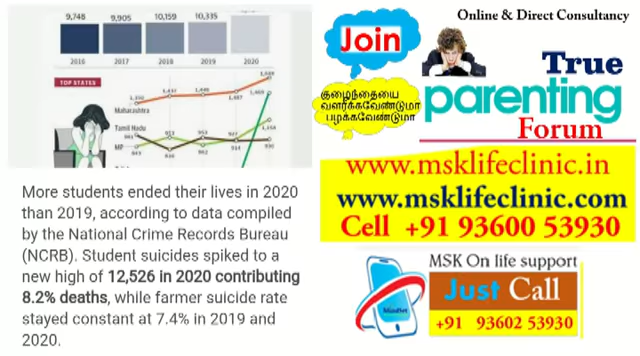 9,748 9,905 10,159 10,335
2016 2017 2018 2019 2020
TOP STATES
Maharashtra
Tamil Nadu
MP
More students ended their lives in 2020
than 2019, according to data compiled
by the National Crime Records Bureau
(NCRB). Student suicides spiked to a
new high of 12,526 in 2020 contributing
8.2% deaths, while farmer suicide rate
stayed constant at 7.4% in 2019 and
2020.
Online & Direct Consultancy
Join
குழைந்தையை
வளர்க்கவேண்டுமா
பழக்கவேண்டுமா
True
parenting
Forum
www.msklifeclinic.in
www.msklifeclinic.com
Cell +91 93600 53930
MSK On life support
Just Call
+91 93602 53930
MindSet